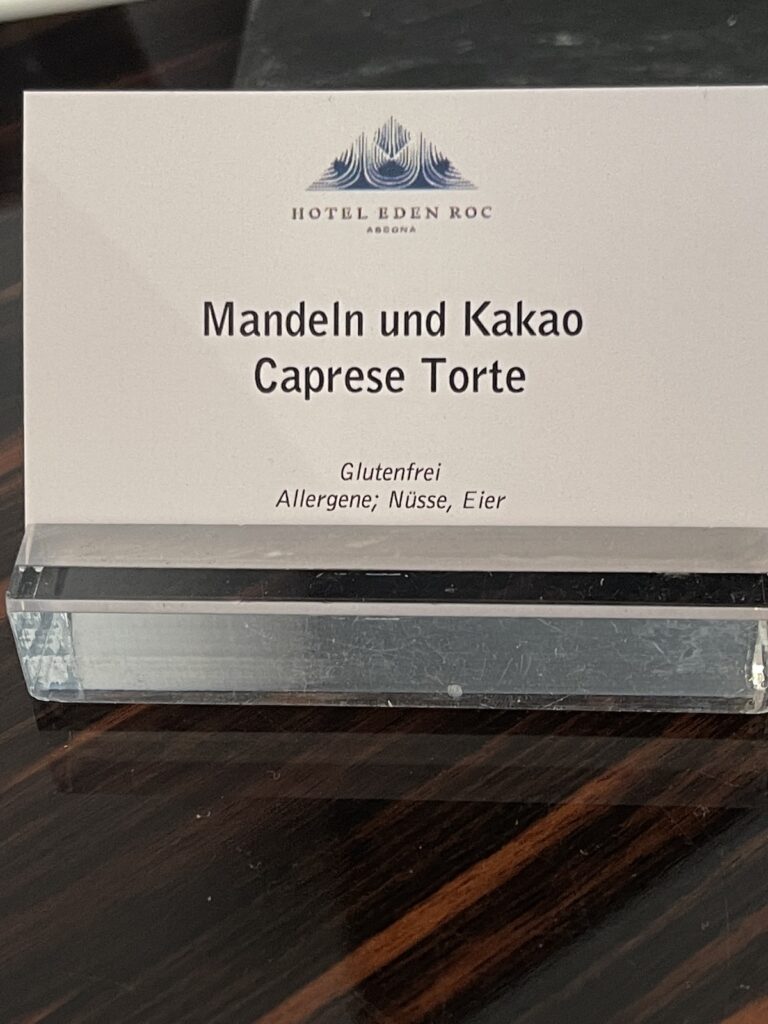 HOTEL EDEN ROC
ASCONA
Mandeln und Kakao
Caprese Torte
Glutenfrei
Allergene; Nüsse, Eier